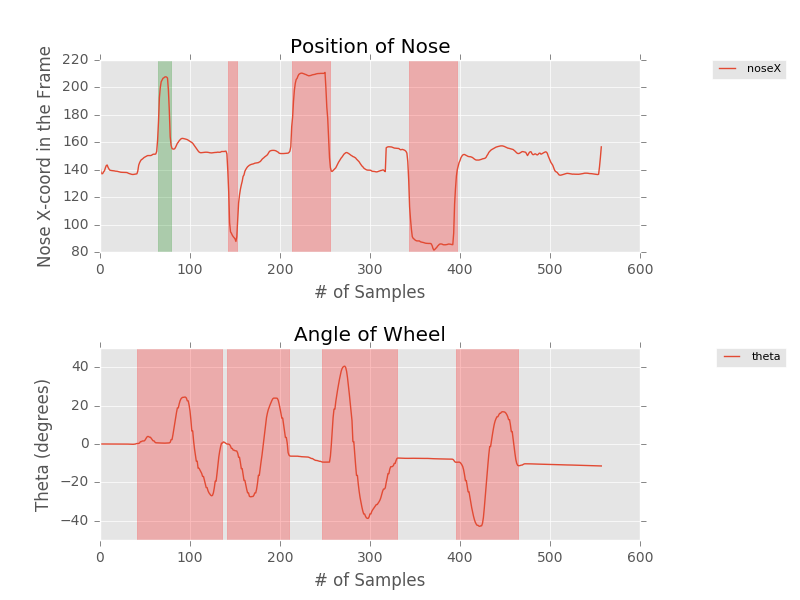 Position of Nose
Nose X-coord in the Frame
220
200
180
160
140
120
100
80
0 100 200 300 400 500 600
# of Samples
noseX
Angle of Wheel
Theta (degrees)
40
20
0
−20
−40
0 100 200 300 400 500 600
# of Samples
theta